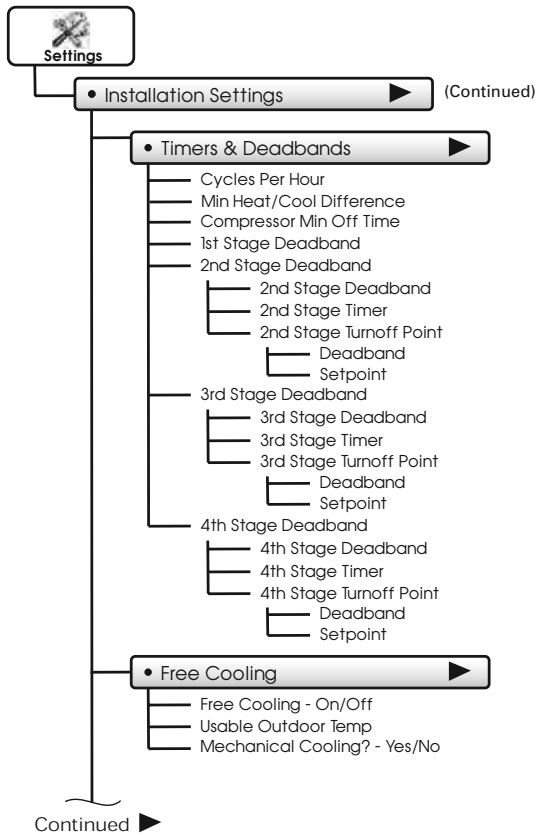 Settings
• Installation Settings
(Continued)
• Timers & Deadbands
Cycles Per Hour
Min Heat/Cool Difference
Compressor Min Off Time
1st Stage Deadband
2nd Stage Deadband
2nd Stage Deadband
2nd Stage Timer
2nd Stage Turnoff Point
Deadband
Setpoint
3rd Stage Deadband
3rd Stage Deadband
3rd Stage Timer
3rd Stage Turnoff Point
Deadband
Setpoint
4th Stage Deadband
4th Stage Deadband
4th Stage Timer
4th Stage Turnoff Point
Deadband
Setpoint
• Free Cooling
Free Cooling - On/Off
Usable Outdoor Temp
Mechanical Cooling? - Yes/No
Continued